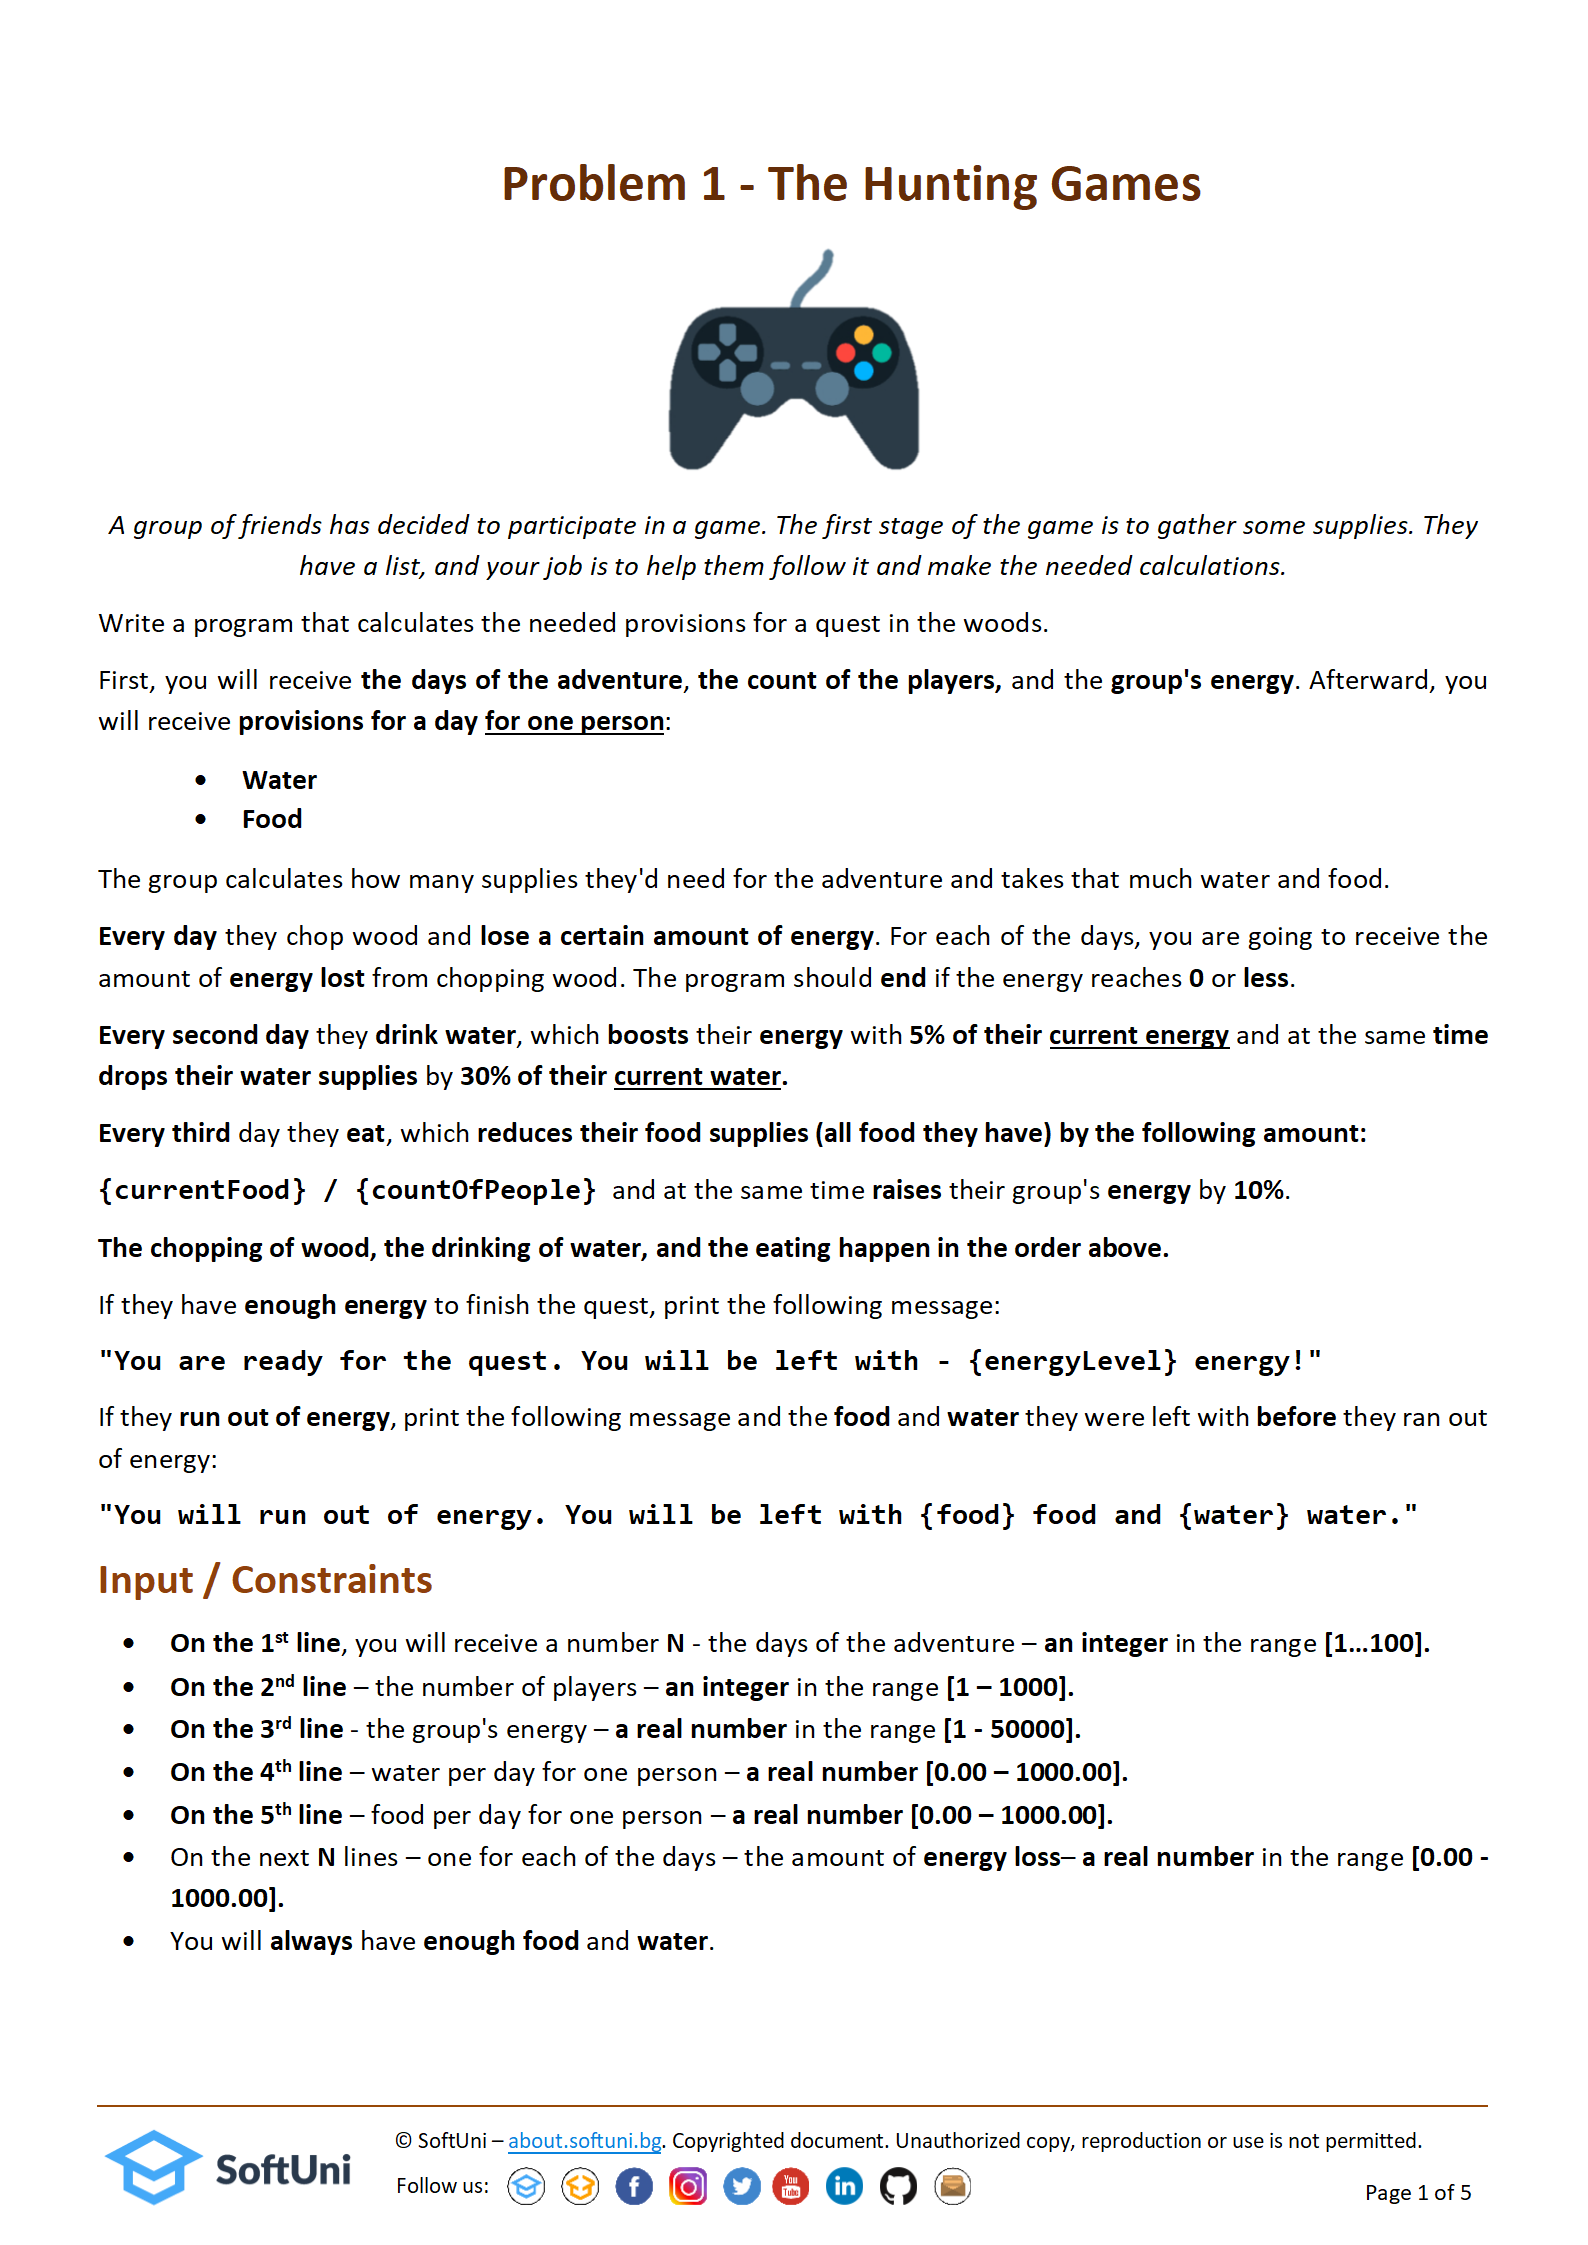 Problem 1 - The Hunting Games
A group of friends has decided to participate in a game. The first stage of the game is to gather some supplies. They
have a list, and your job is to help them follow it and make the needed calculations.
Write a program that calculates the needed provisions for a quest in the woods.
First, you will receive the days of the adventure, the count of the players, and the group's energy. Afterward, you
will receive provisions for a day for one person:
• Water
• Food
The group calculates how many supplies they'd need for the adventure and takes that much water and food.
Every day they chop wood and lose a certain amount of energy. For each of the days, you are going to receive the
amount of energy lost from chopping wood. The program should end if the energy reaches 0 or less.
Every second day they drink water, which boosts their energy with 5% of their current energy and at the same time
drops their water supplies by 30% of their current water.
Every third day they eat, which reduces their food supplies (all food they have) by the following amount:
{currentFood} / {countOfPeople} and at the same time raises their group's energy by 10%.
The chopping of wood, the drinking of water, and the eating happen in the order above.
If they have enough energy to finish the quest, print the following message:
"You are ready for the quest. You will be left with - {energyLevel} energy!"
If they run out of energy, print the following message and the food and water they were left with before they ran out
of energy:
"You will run out of energy. You will be left with {food} food and {water} water."
Input / Constraints
• On the 1st line, you will receive a number N - the days of the adventure – an integer in the range [1…100].
• On the 2nd line – the number of players – an integer in the range [1 – 1000].
• On the 3rd line - the group's energy – a real number in the range [1 - 50000].
• On the 4th line – water per day for one person – a real number [0.00 – 1000.00].
• On the 5th line – food per day for one person – a real number [0.00 – 1000.00].
• On the next N lines – one for each of the days – the amount of energy loss– a real number in the range [0.00 -
1000.00].
• You will always have enough food and water.
SoftUni
© SoftUni – about.softuni.bg. Copyrighted document. Unauthorized copy, reproduction or use is not permitted.
Follow us:
You Tube
Page 1 of 5